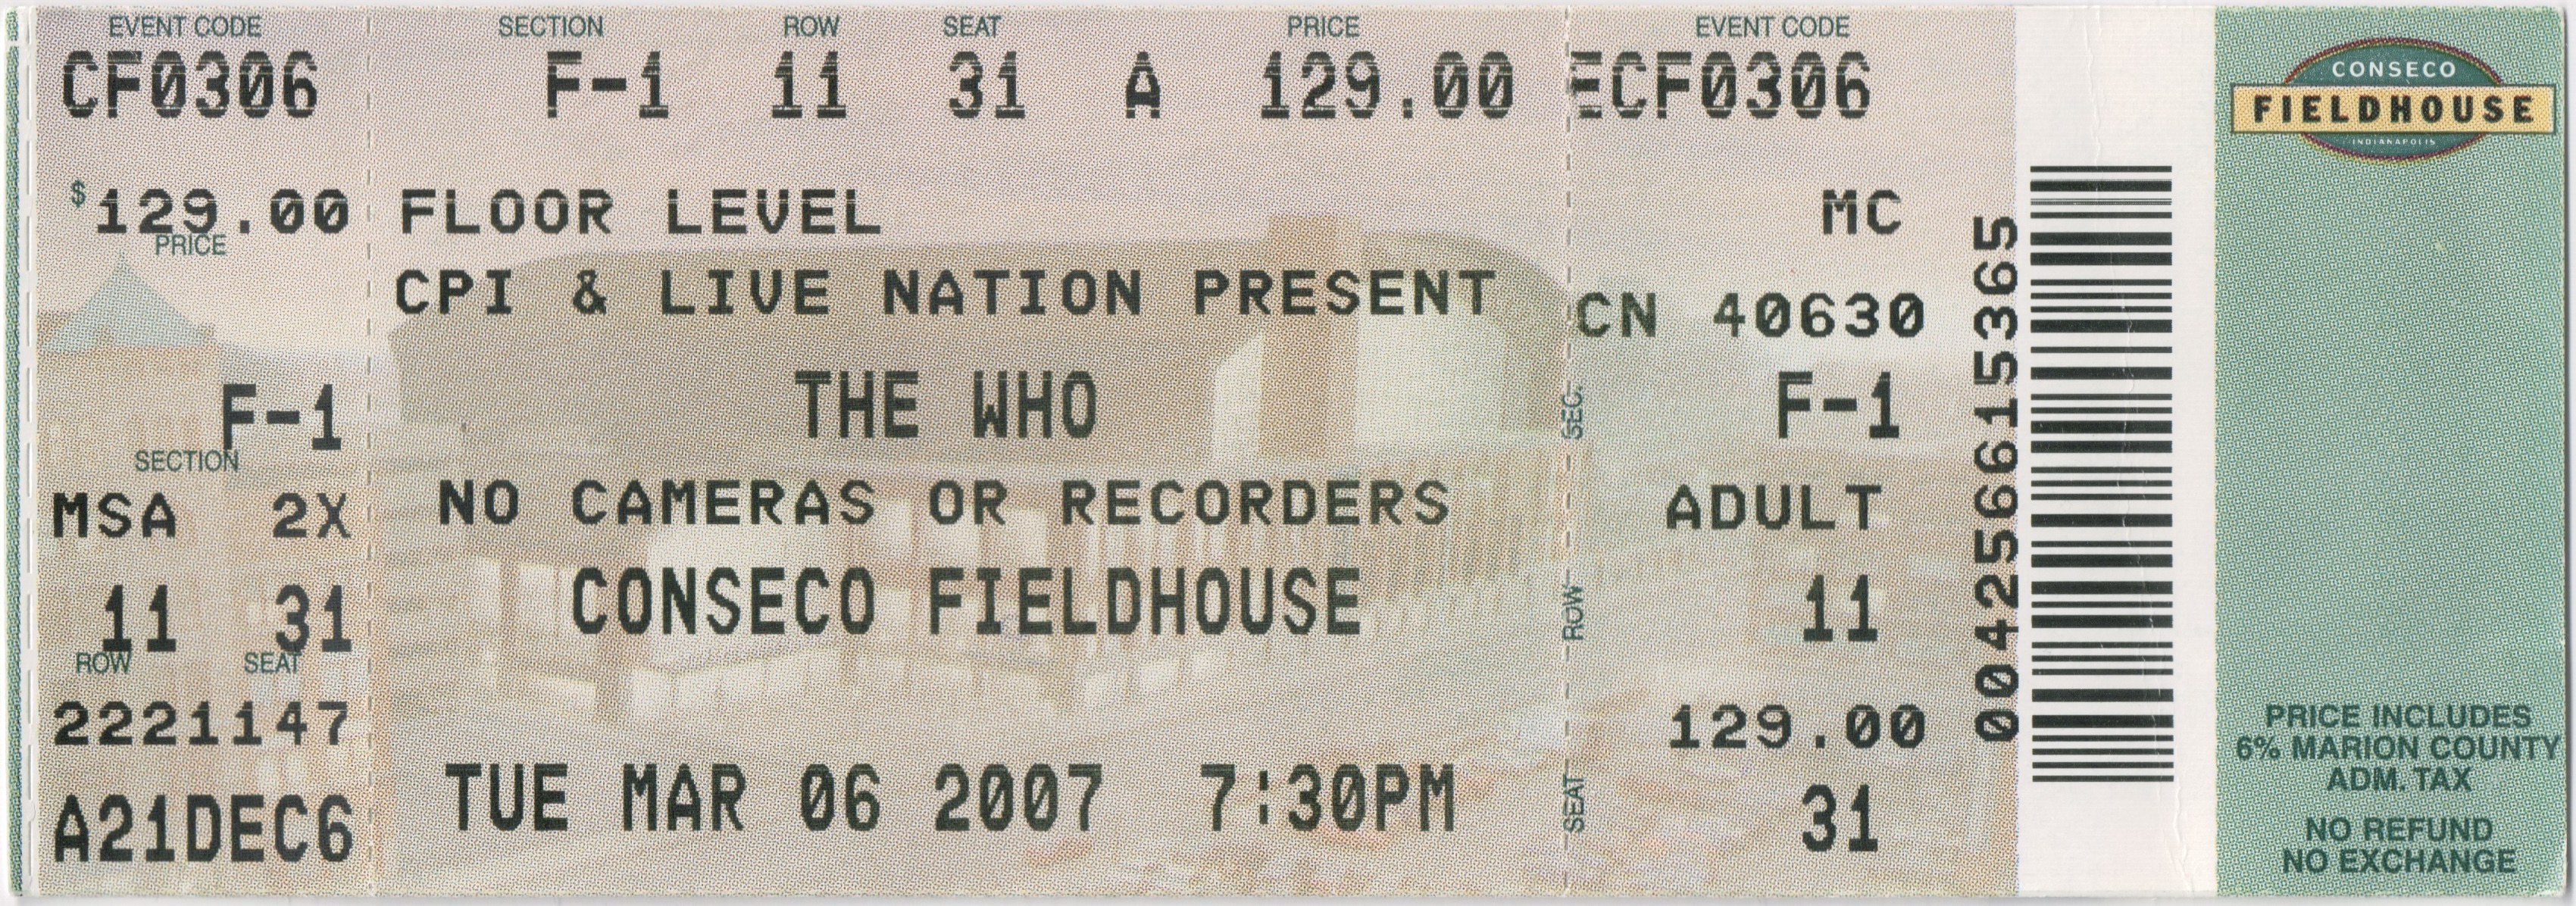 EVENT CODE SECTION ROW SEAT PRICE EVENT CODE
CF0306 F-1 11 31 A 129.00 ECF0306
$129.00 FLOOR LEVEL MC
PRICE
CPI & LIVE NATION PRESENT
CN 40630
THE WHO
F-1 SEC. F-1
SECTION
MSA 2X NO CAMERAS OR RECORDERS ADULT
11 31 CONSECO FIELDHOUSE ROW 11
ROW SEAT
2221147 129.00
A21DEC6 TUE MAR 06 2007 7:30PM SEAT 31
0042566615365
CONSECO
FIELDHOUSE
INDIANAPOLIS
PRICE INCLUDES
6% MARION COUNTY
ADM. TAX
NO REFUND
NO EXCHANGE